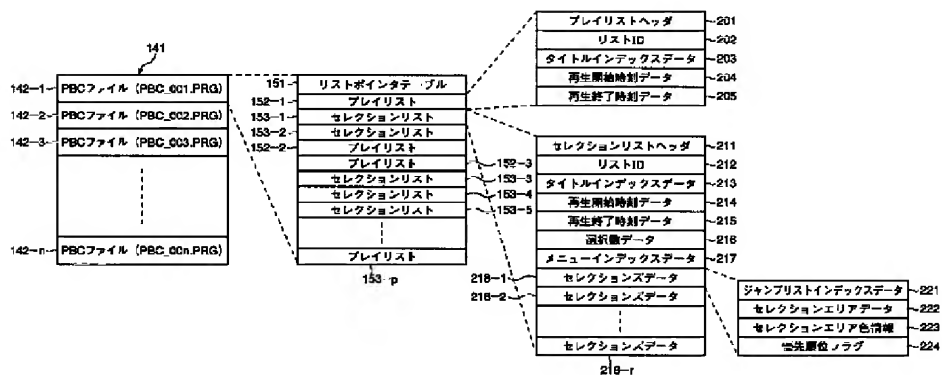 141
142-1 PBCファイル (PBC_001.PRG)
142-2 PBCファイル (PBC_002.PRG)
142-3 PBCファイル (PBC_003.PRG)
142-n PBCファイル (PBC_00n.PRG)
151 リストポインタテーブル
152-1 プレイリスト
153-1 セレクションリスト
153-2 セレクションリスト
152-2 プレイリスト
プレイリスト 152-3
セレクションリスト 153-3
セレクションリスト 153-4
セレクションリスト 153-5
プレイリスト
153-p
プレイリストヘッダ 201
リストID 202
タイトルインデックスデータ 203
再生開始時刻データ 204
再生終了時刻データ 205
セレクションリストヘッダ 211
リストID 212
タイトルインデックスデータ 213
再生開始時刻データ 214
再生終了時刻データ 215
選択数データ 216
メニューインデックスデータ 217
218-1 セレクションズデータ
218-2 セレクションズデータ
セレクションズデータ
218-r
ジャンプリストインデックスデータ 221
セレクションエリアデータ 222
セレクションエリア色情報 223
優先順位フラグ 224